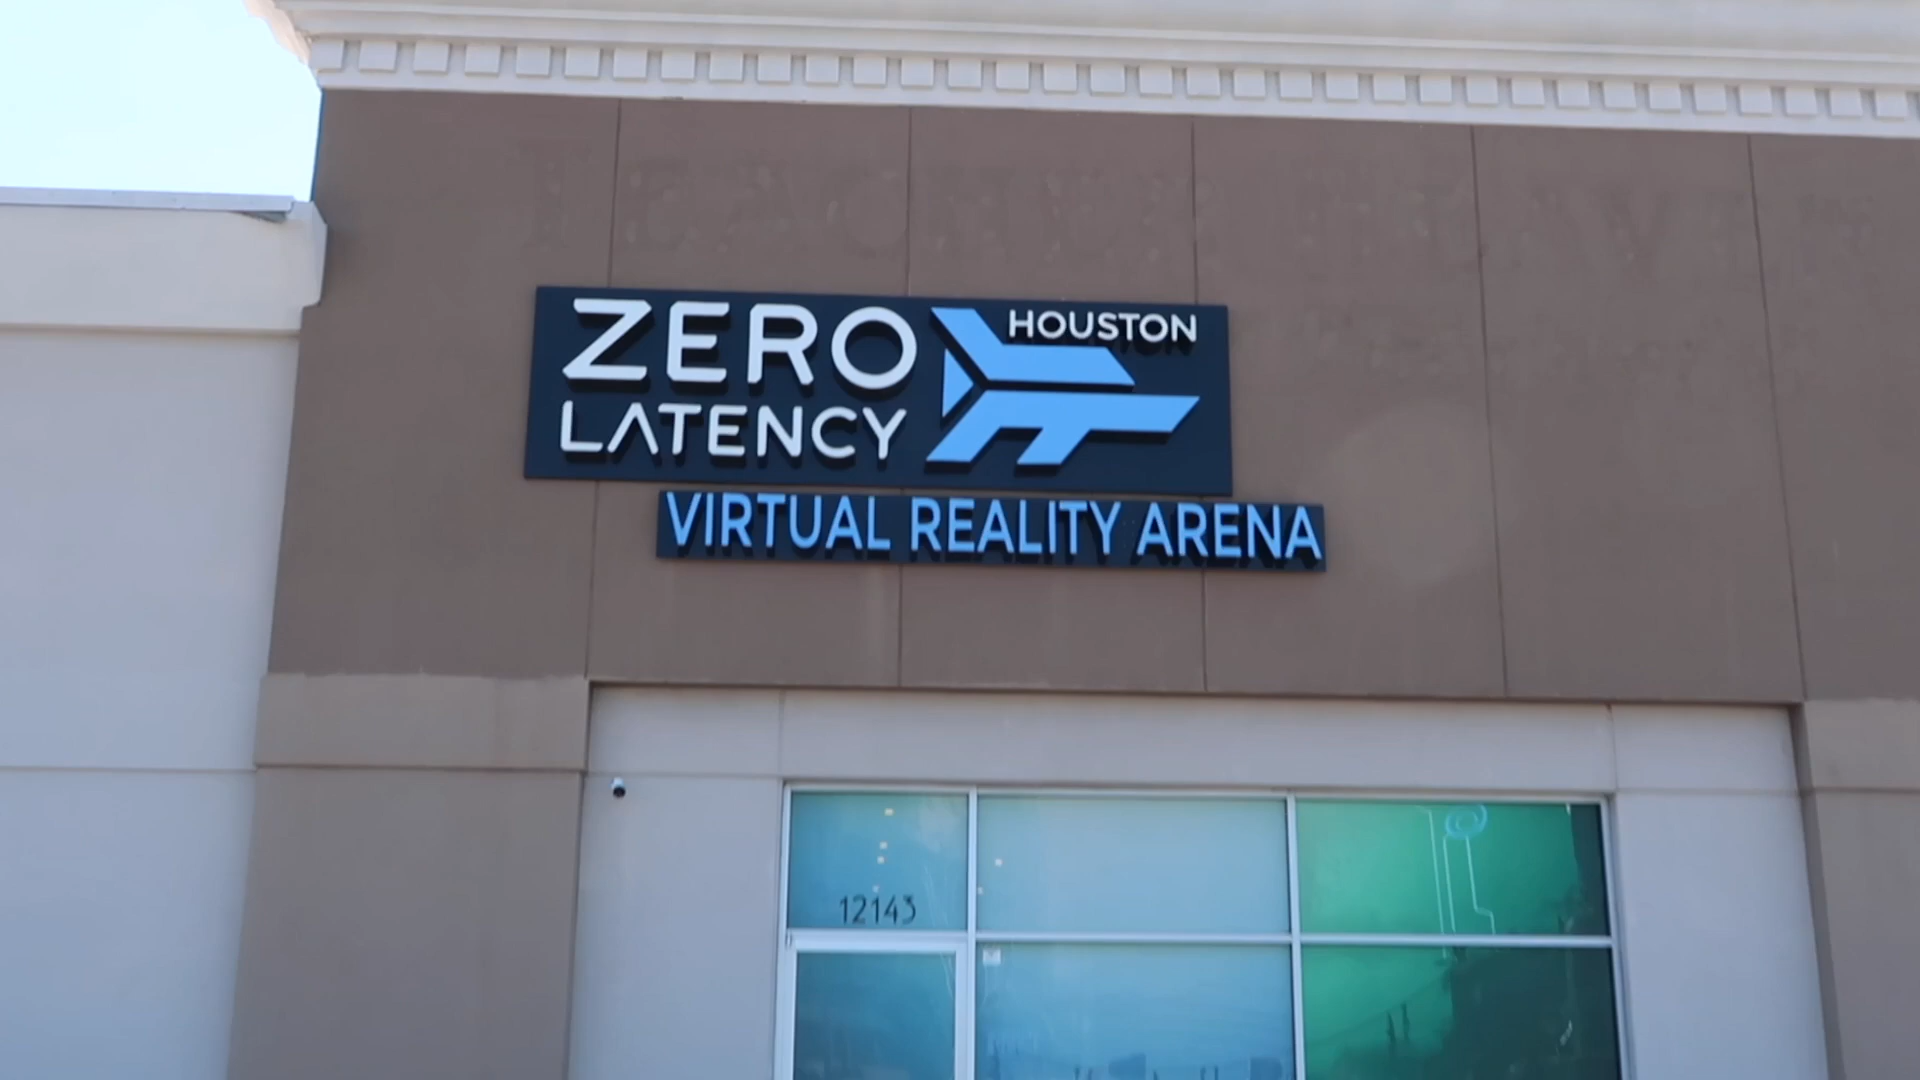 ZERO
LATENCY
HOUSTON
VIRTUAL REALITY ARENA
12143